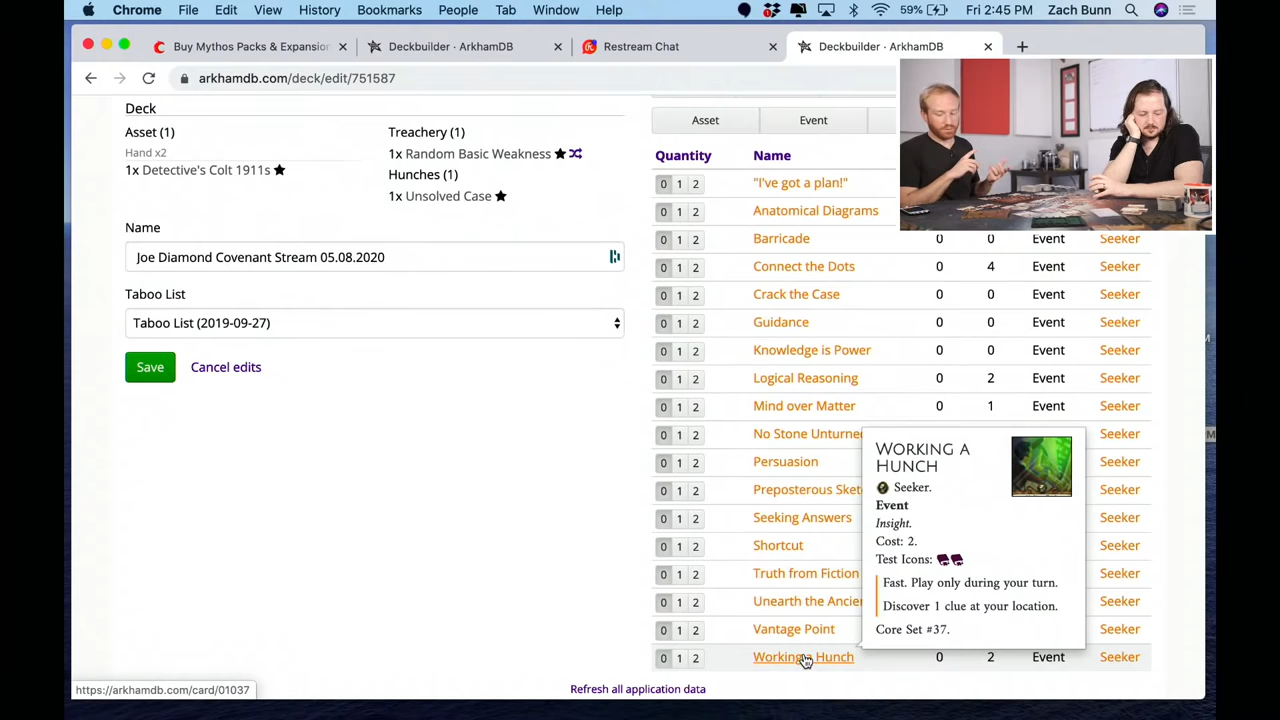 Chrome File Edit View History Bookmarks People Tab Window Help 59% Fri 2:45 PM Zach Bunn
Buy Mythos Packs & Expansion Deckbuilder · ArkhamDB Restream Chat Deckbuilder · ArkhamDB
arkhamdb.com/deck/edit/751587
Deck
Asset (1)
Hand x2
1x Detective's Colt 1911s
Treachery (1)
1x Random Basic Weakness
Hunches (1)
1x Unsolved Case
Name
Joe Diamond Covenant Stream 05.08.2020
Taboo List
Taboo List (2019-09-27)
Save Cancel edits
Asset Event
Quantity Name
0 1 2 "I've got a plan!"
0 1 2 Anatomical Diagrams
0 1 2 Barricade 0 0 Event Seeker
0 1 2 Connect the Dots 0 4 Event Seeker
0 1 2 Crack the Case 0 0 Event Seeker
0 1 2 Guidance 0 0 Event Seeker
0 1 2 Knowledge is Power 0 0 Event Seeker
0 1 2 Logical Reasoning 0 2 Event Seeker
0 1 2 Mind over Matter 0 1 Event Seeker
0 1 2 No Stone Unturne Seeker
0 1 2 Persuasion Seeker
0 1 2 Preposterous Sket Seeker
0 1 2 Seeking Answers Seeker
0 1 2 Shortcut Seeker
0 1 2 Truth from Fiction Seeker
0 1 2 Unearth the Ancie Seeker
0 1 2 Vantage Point Seeker
0 1 2 Working a Hunch 0 2 Event Seeker
WORKING A
HUNCH
Seeker.
Event
Insight.
Cost: 2.
Test Icons:
Fast. Play only during your turn.
Discover 1 clue at your location.
Core Set #37.
Refresh all application data
https://arkhamdb.com/card/01037